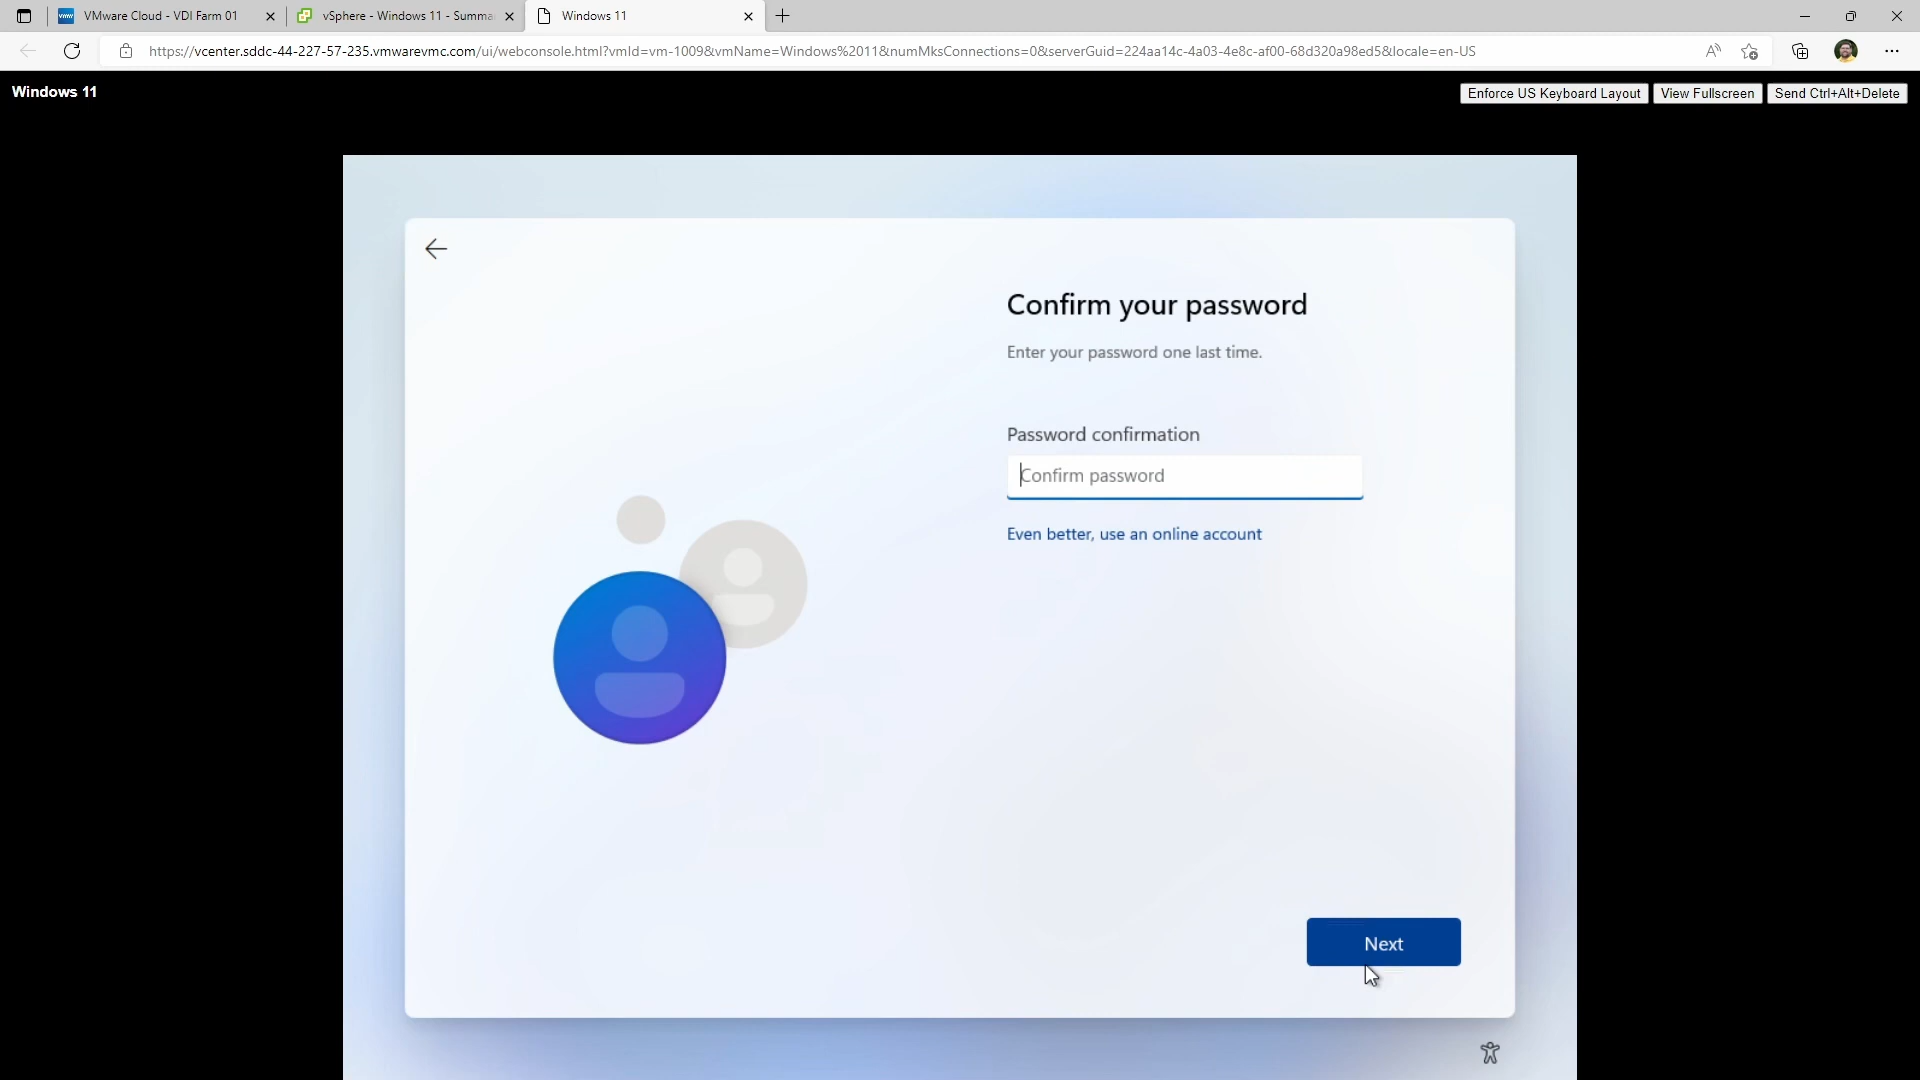 VMware Cloud - VDI Farm 01
vSphere - Windows 11 - Summa
Windows 11
https://vcenter.sddc-44-227-57-235.vmwarevmc.com/ui/webconsole.html?vmId=vm-1009&vmName=Windows%2011&numMksConnections=0&serverGuid=224aa14c-4a03-4e8c-af00-68d320a98ed5&locale=en-US
Windows 11
Enforce US Keyboard Layout
View Fullscreen
Send Ctrl+Alt+Delete
Confirm your password
Enter your password one last time.
Password confirmation
Confirm password
Even better, use an online account
Next